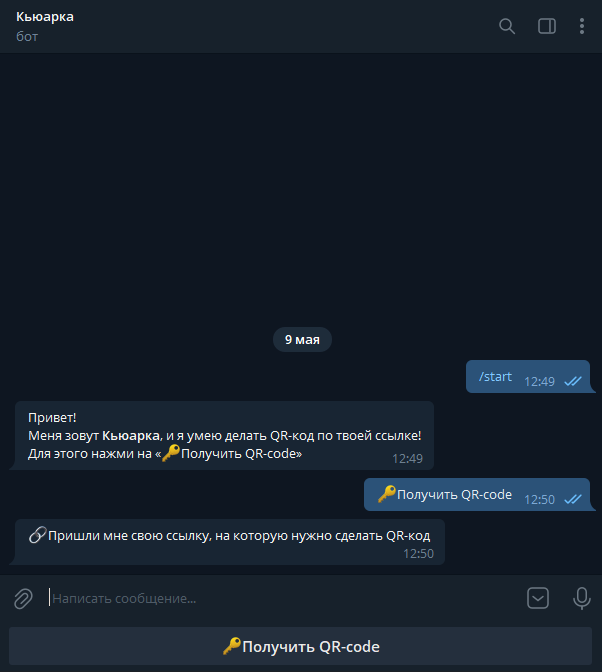 Кьюарка
бот
9 мая
/start 12:49
Привет!
Меня зовут Кьюарка, и я умею делать QR-код по твоей ссылке!
Для этого нажми на «🔑Получить QR-code»
12:49
🔑Получить QR-code 12:50
🔗Пришли мне свою ссылку, на которую нужно сделать QR-код
12:50
Написать сообщение...
🔑Получить QR-code